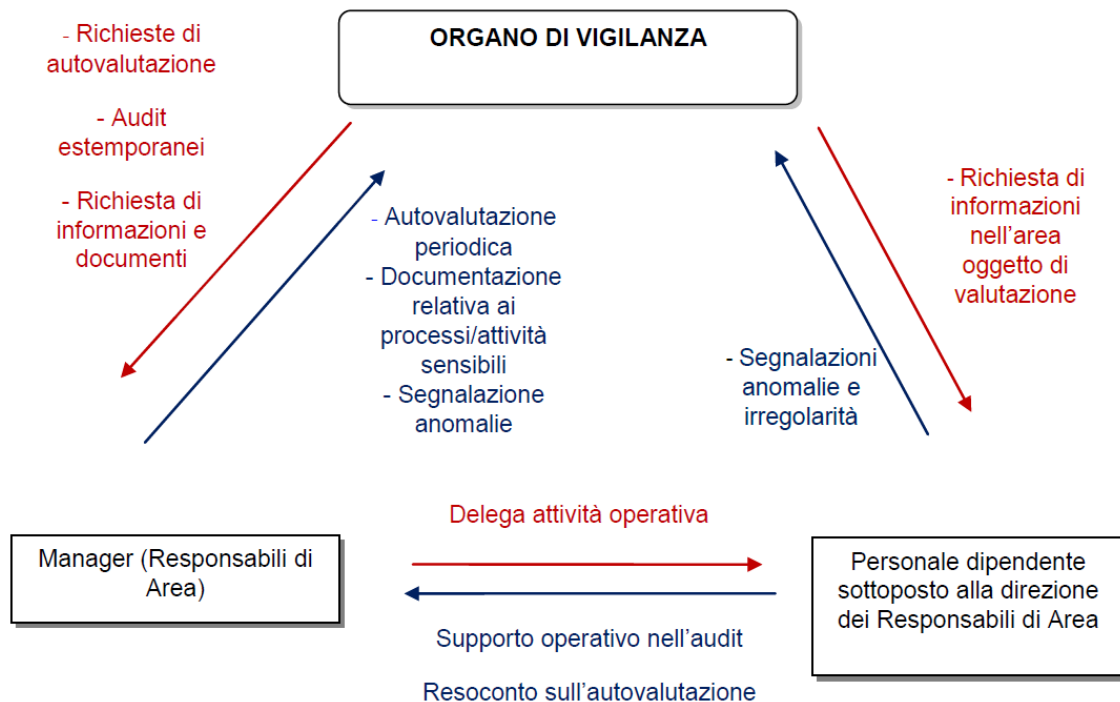 ORGANO DI VIGILANZA
- Richieste di
autovalutazione
- Audit
estemporanei
- Richiesta di
informazioni e
documenti
- Autovalutazione
periodica
- Documentazione
relativa ai
processi/attività
sensibili
- Segnalazione
anomalie
- Segnalazioni
anomalie e
irregolarità
- Richiesta di
informazioni
nell'area
oggetto di
valutazione
Manager (Responsabili di
Area)
Delega attività operativa
Supporto operativo nell'audit
Resoconto sull'autovalutazione
Personale dipendente
sottoposto alla direzione
dei Responsabili di Area